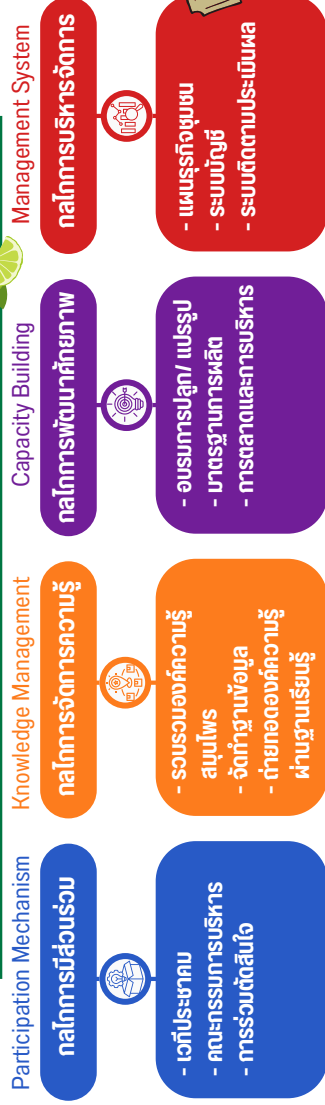 Participation Mechanism
กลไกการมีส่วนร่วม
- เวทีประชาคม
- คณะกรรมการบริหาร
- การร่วมตัดสินใจ
Knowledge Management
กลไกการจัดการความรู้
- รวบรวมองค์ความรู้
สมุนไพร
- จัดทำฐานข้อมูล
- ถ่ายทอดองค์ความรู้
ผ่านฐานเรียนรู้
Capacity Building
กลไกการพัฒนาศักยภาพ
- อบรมการปลูก/ แปรรูป
- มาตรฐานการผลิต
- การตลาดและการบริหาร
Management System
กลไกการบริหารจัดการ
- แผนธุรกิจชุมชน
- ระบบบัญชี
- ระบบติดตามประเมินผล